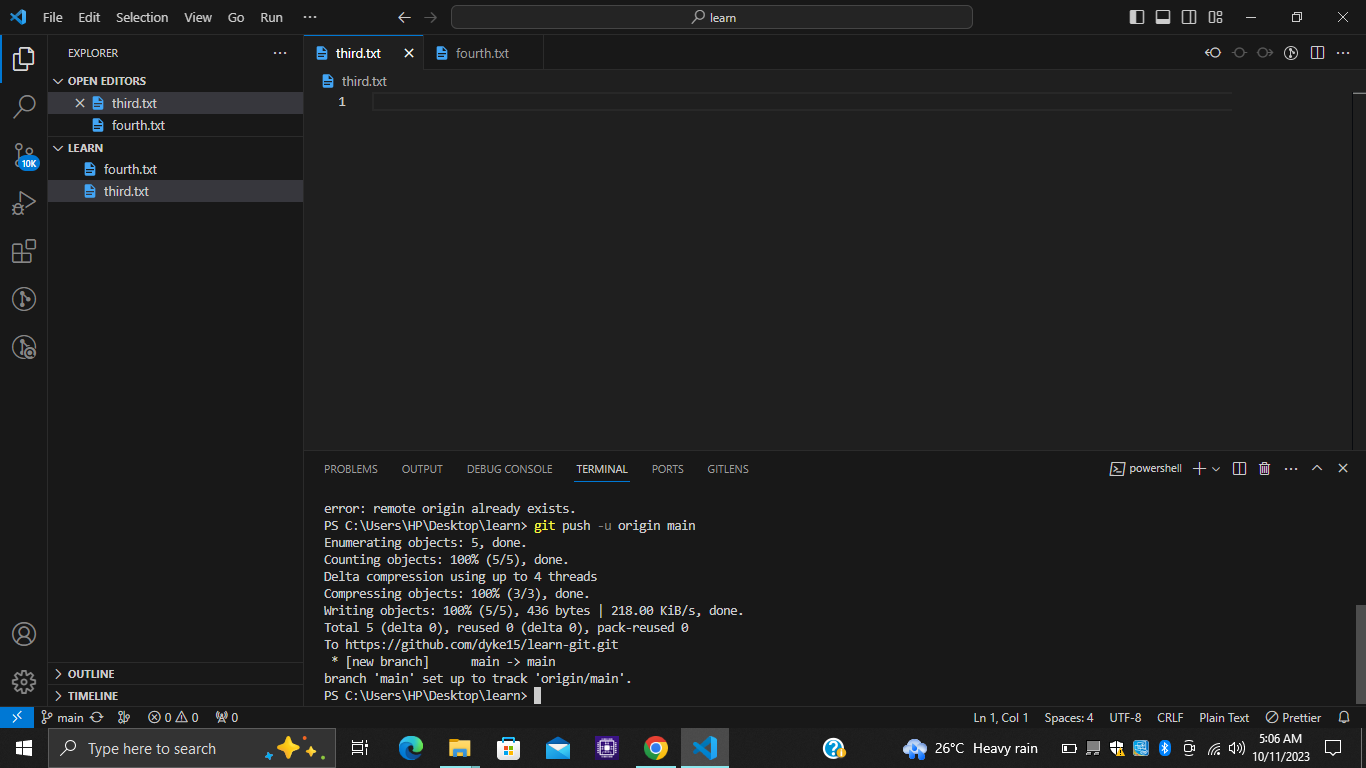 File Edit Selection View Go Run ···
learn
EXPLORER
third.txt
fourth.txt
OPEN EDITORS
third.txt
third.txt
1
fourth.txt
LEARN
10K
fourth.txt
third.txt
PROBLEMS OUTPUT DEBUG CONSOLE TERMINAL PORTS GITLENS
powershell
error: remote origin already exists.
PS C:\Users\HP\Desktop\learn> git push -u origin main
Enumerating objects: 5, done.
Counting objects: 100% (5/5), done.
Delta compression using up to 4 threads
Compressing objects: 100% (3/3), done.
Writing objects: 100% (5/5), 436 bytes | 218.00 KiB/s, done.
Total 5 (delta 0), reused 0 (delta 0), pack-reused 0
To https://github.com/dyke15/learn-git.git
 * [new branch]      main -> main
branch 'main' set up to track 'origin/main'.
PS C:\Users\HP\Desktop\learn>
OUTLINE
TIMELINE
main 0 0 0
Ln 1, Col 1 Spaces: 4 UTF-8 CRLF Plain Text Prettier
Type here to search
26°C Heavy rain
5:06 AM
10/11/2023